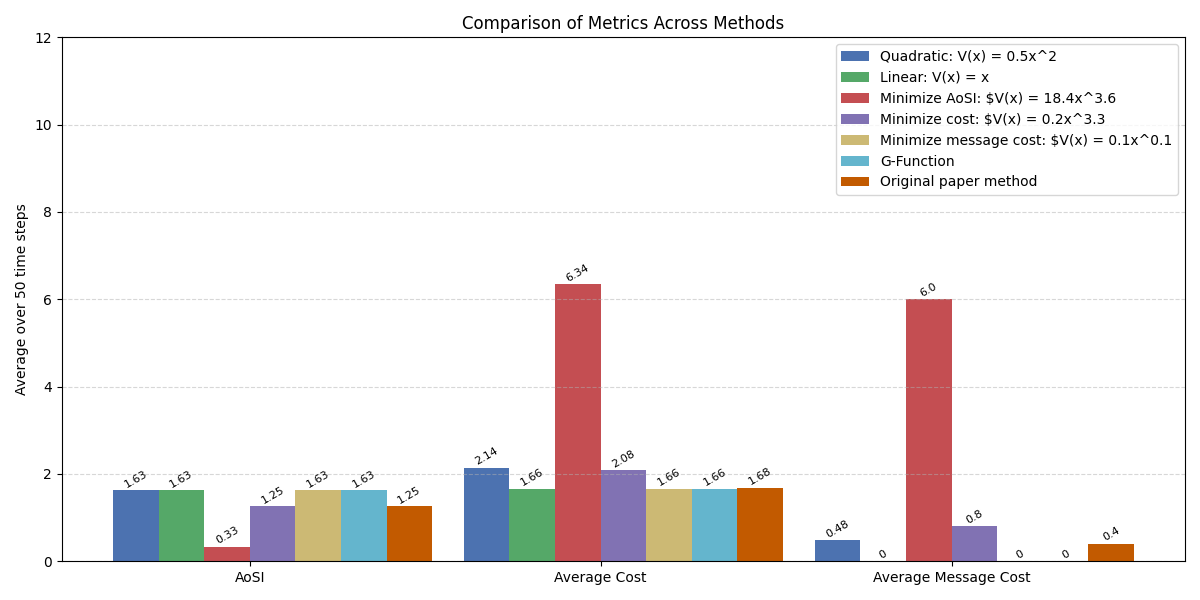 Comparison of Metrics Across Methods
12
10
8
6
4
2
0
Average over 50 time steps
Quadratic: V(x) = 0.5x^2
Linear: V(x) = x
Minimize AoSI: $V(x) = 18.4x^3.6
Minimize cost: $V(x) = 0.2x^3.3
Minimize message cost: $V(x) = 0.1x^0.1
G-Function
Original paper method
1.63
1.63
0.33
1.25
1.63
1.63
1.25
2.14
1.66
6.34
2.08
1.66
1.66
1.68
0.48
0
6.0
0.8
0
0
0.4
AoSI
Average Cost
Average Message Cost